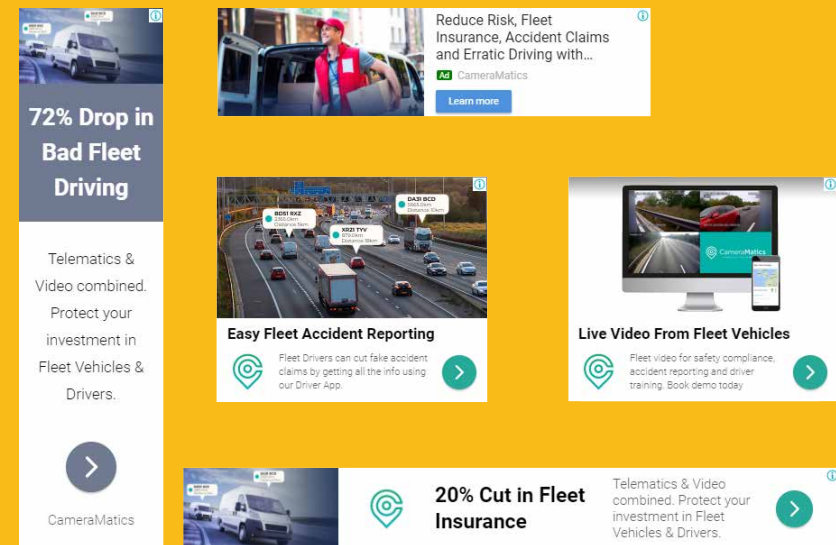 72% Drop in
Bad Fleet
Driving
Telematics &
Video combined.
Protect your
investment in
Fleet Vehicles &
Drivers.
CameraMatics
Reduce Risk, Fleet
Insurance, Accident Claims
and Erratic Driving with...
Ad CameraMatics
Learn more
BD51 RXZ
DA31 BCD
XR21 TYV
Easy Fleet Accident Reporting
Fleet Drivers can cut fake accident
claims by getting all the info using
our Driver App.
CameraMatics
Live Video From Fleet Vehicles
Fleet video for safety compliance,
accident reporting and driver
training. Book demo today
20% Cut in Fleet
Insurance
Telematics & Video
combined. Protect your
investment in Fleet
Vehicles & Drivers.